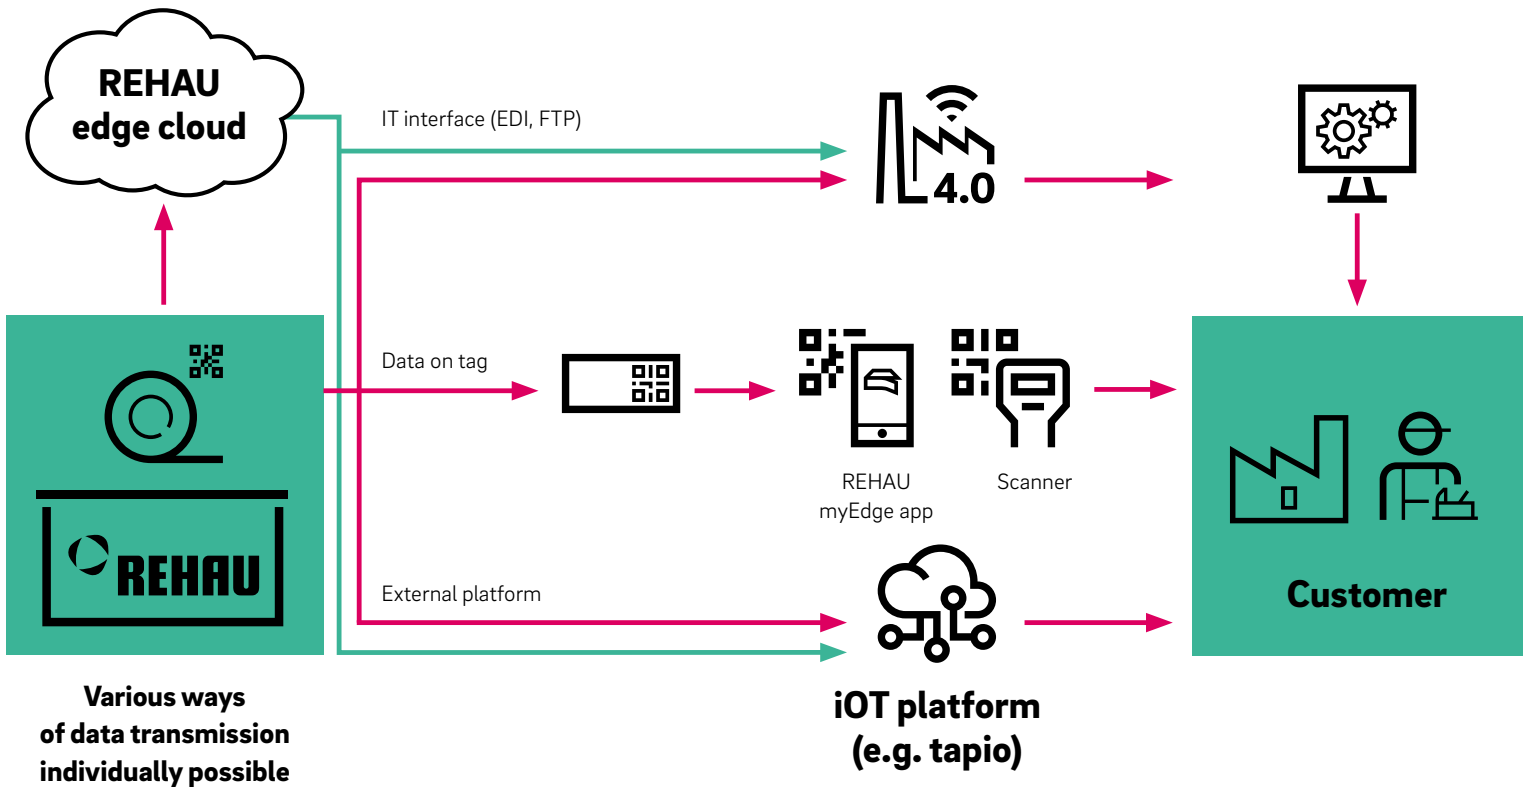 REHAU
edge cloud
IT interface (EDI, FTP)
4.0
Data on tag
REHAU
myEdge app
Scanner
REHAU
External platform
Customer
iOT platform
(e.g. tapio)
Various ways
of data transmission
individually possible